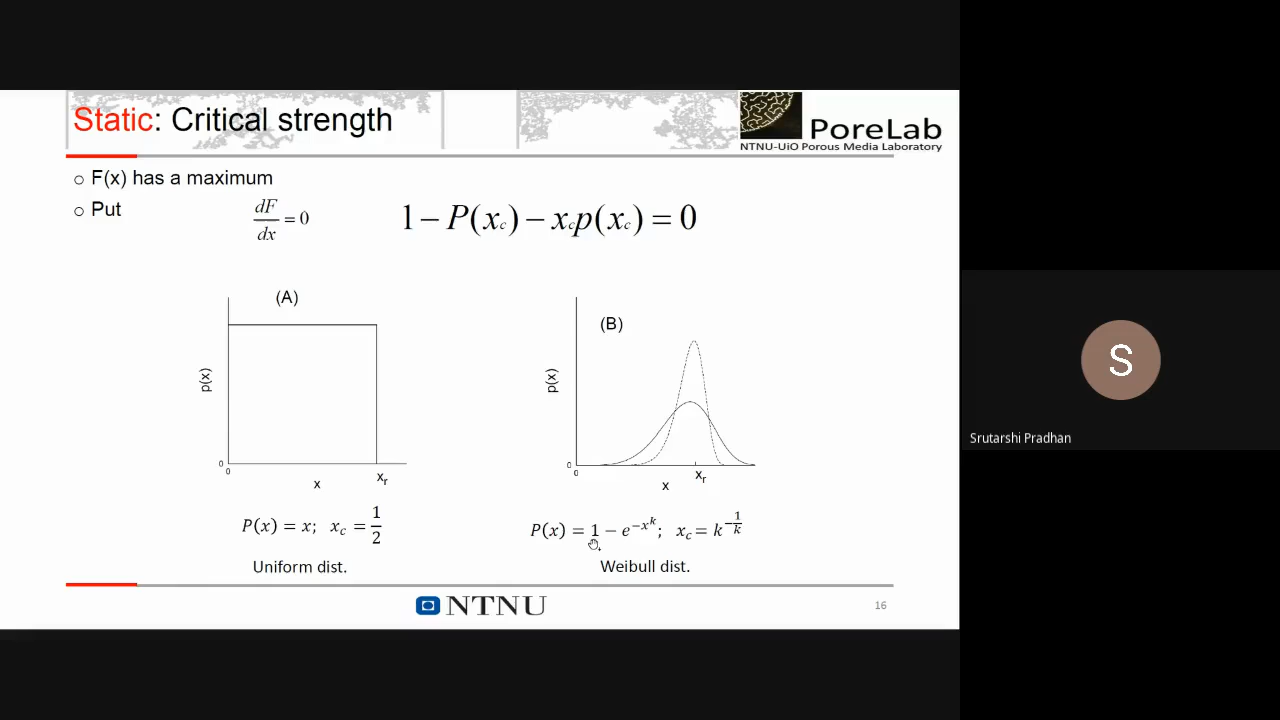 Static: Critical strength
PoreLab
NTNU-UiO Porous Media Laboratory
○ F(x) has a maximum
○ Put
dF/dx = 0
1 − P(x_c) − x_c p(x_c) = 0
(A)
p(x)
0
0
x
x_r
(B)
p(x)
0
0
x
x_r
P(x) = x; x_c = 1/2
Uniform dist.
P(x) = 1 − e^{−x^k}; x_c = k^{−1/k}
Weibull dist.
NTNU
16
S
Srutarshi Pradhan